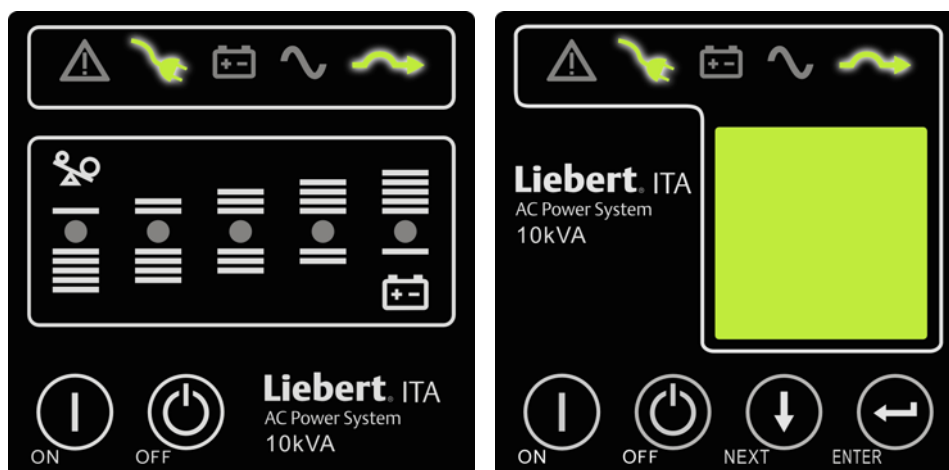 ON
OFF
Liebert® ITA
AC Power System
10kVA
Liebert® ITA
AC Power System
10kVA
ON
OFF
NEXT
ENTER